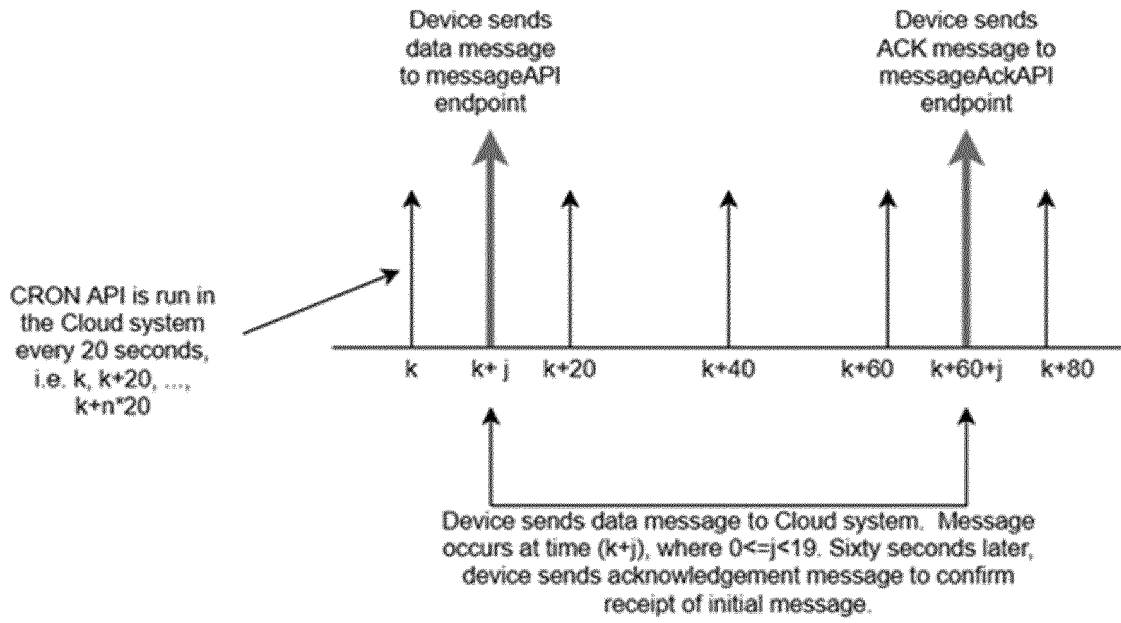 Device sends
data message
to messageAPI
endpoint
Device sends
ACK message to
messageAckAPI
endpoint
CRON API is run in
the Cloud system
every 20 seconds,
i.e. k, k+20, ...,
k+n*20
k
k+ j
k+20
k+40
k+60
k+60+j
k+80
Device sends data message to Cloud system. Message
occurs at time (k+j), where 0<=j<19. Sixty seconds later,
device sends acknowledgement message to confirm
receipt of initial message.